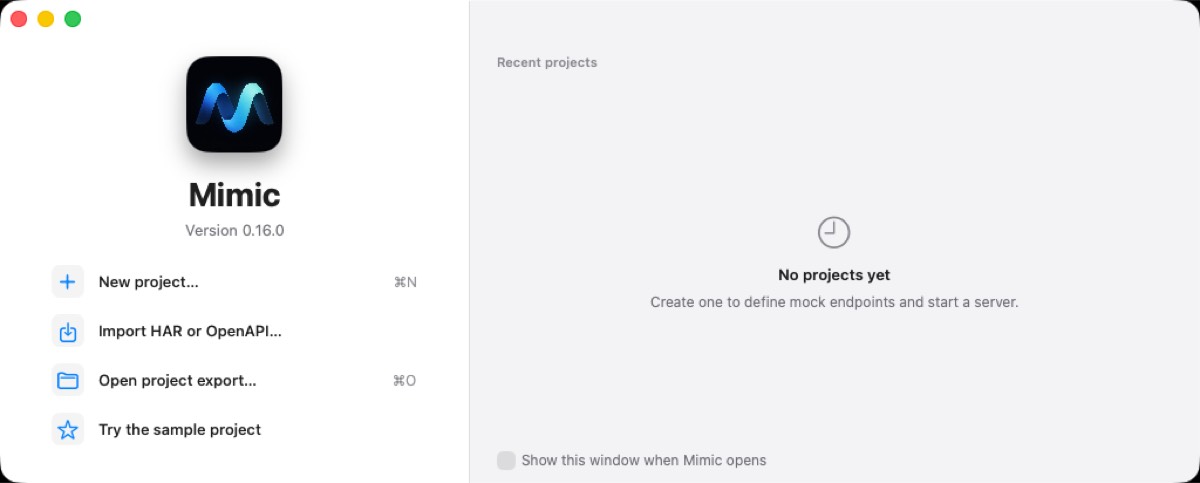 Mimic
Version 0.16.0
New project... ⌘N
Import HAR or OpenAPI...
Open project export... ⌘O
Try the sample project
Recent projects
No projects yet
Create one to define mock endpoints and start a server.
Show this window when Mimic opens